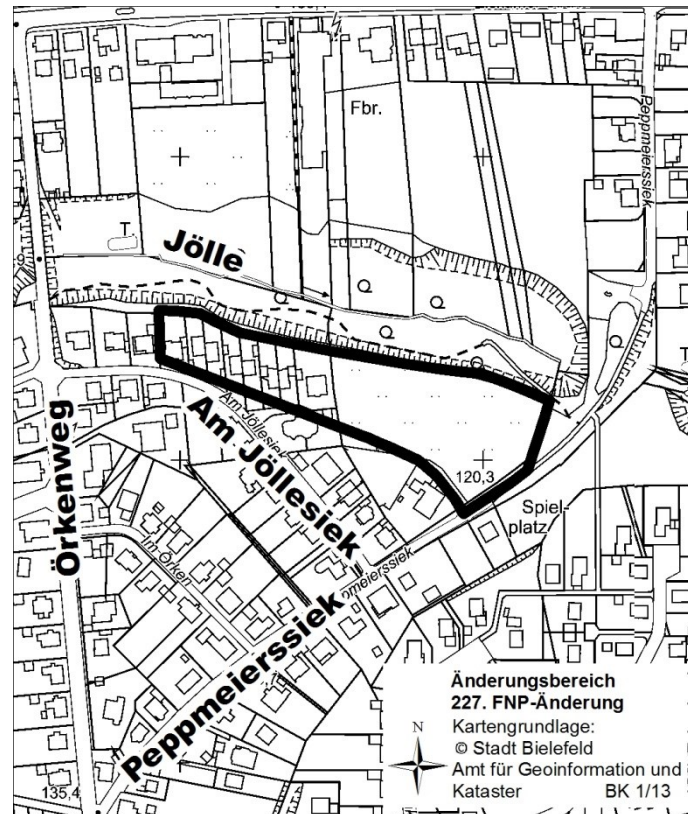 Fbr.
Peppmeierssiek
T
Jölle
9
T
Am Jöllesiek
Am Jöllesiek
120,3
Örkenweg
Spiel-
platz
Im Örken
Peppmeierssiek
135,4
Änderungsbereich
227. FNP-Änderung
N
Kartengrundlage:
© Stadt Bielefeld
Amt für Geoinformation und
Kataster BK 1/13